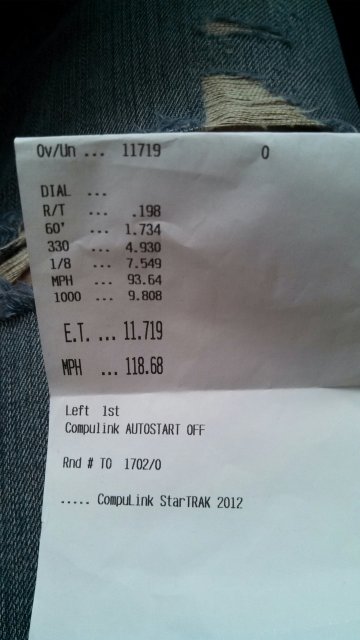 Ov/Un ... 11719 0
DIAL ...
R/T ... .198
60' ... 1.734
330 ... 4.930
1/8 ... 7.549
MPH ... 93.64
1000 ... 9.808
E.T. ... 11.719
MPH ... 118.68
Left 1st
Compulink AUTOSTART OFF
Rnd # TO 1702/0
..... CompuLink StarTRAK 2012